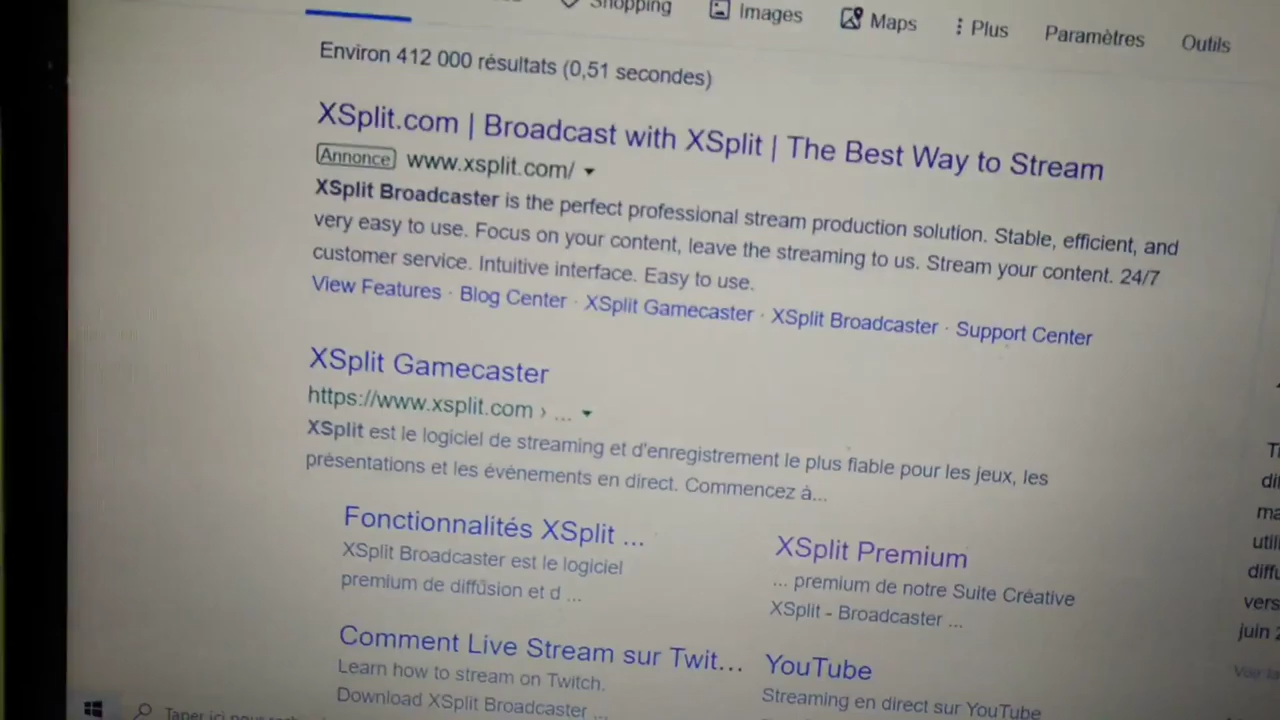 Shopping
Images
Maps
Plus
Paramètres
Outils
Environ 412 000 résultats (0,51 secondes)
XSplit.com | Broadcast with XSplit | The Best Way to Stream
Annonce www.xsplit.com/
XSplit Broadcaster is the perfect professional stream production solution. Stable, efficient, and
very easy to use. Focus on your content, leave the streaming to us. Stream your content. 24/7
customer service. Intuitive interface. Easy to use.
View Features · Blog Center · XSplit Gamecaster · XSplit Broadcaster · Support Center
XSplit Gamecaster
https://www.xsplit.com › ...
XSplit est le logiciel de streaming et d'enregistrement le plus fiable pour les jeux, les
présentations et les événements en direct. Commencez à...
Fonctionnalités XSplit ...
XSplit Broadcaster est le logiciel
premium de diffusion et d ...
XSplit Premium
... premium de notre Suite Créative
XSplit - Broadcaster ...
Comment Live Stream sur Twit...
Learn how to stream on Twitch.
Download XSplit Broadcaster ...
YouTube
Streaming en direct sur YouTube
juin
Taper ici pour